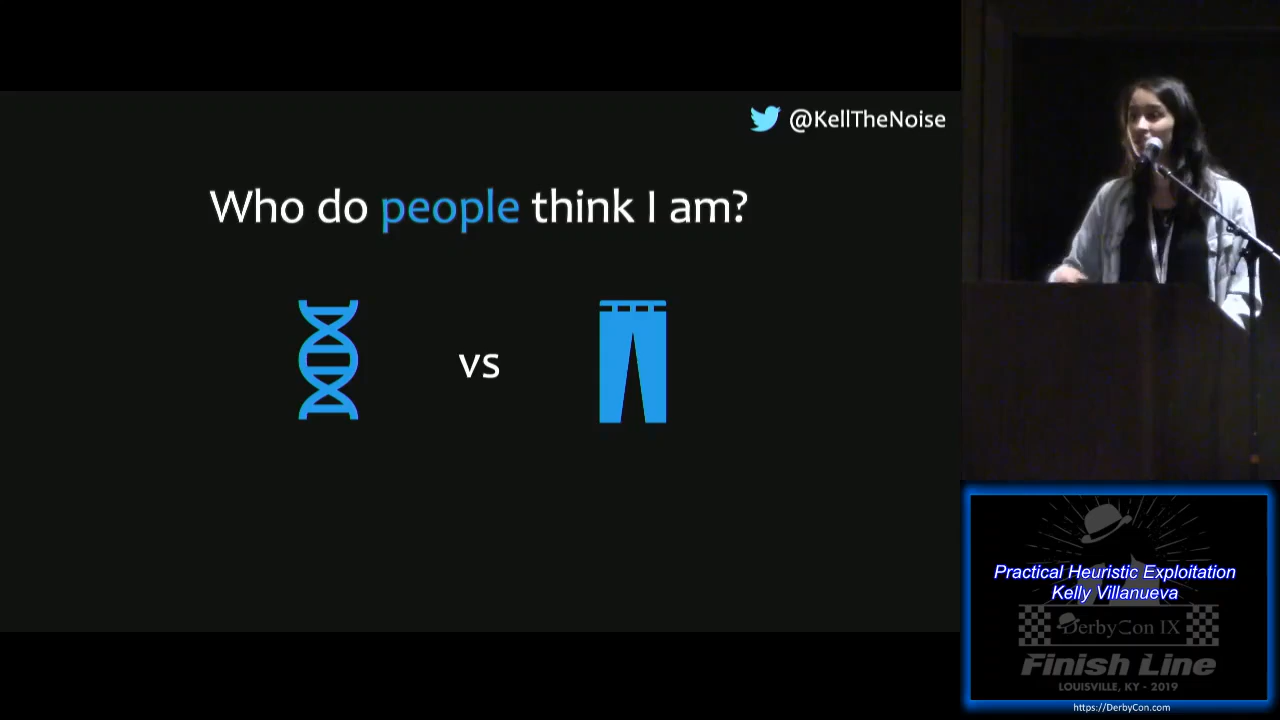 @KellTheNoise
Who do people think I am?
vs
Practical Heuristic Exploitation
Kelly Villanueva
DerbyCon IX
Finish Line
LOUISVILLE, KY - 2019
https://DerbyCon.com